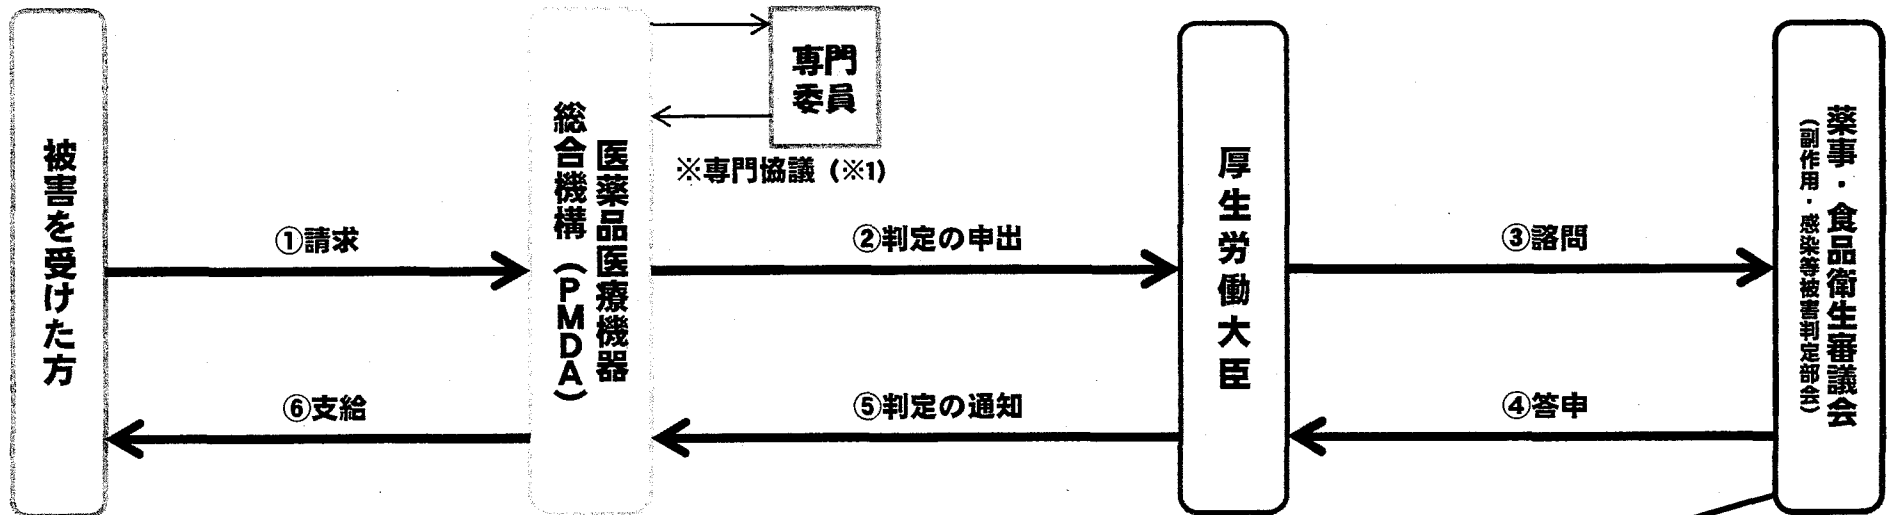 被害を受けた方
①請求
⑥支給
医薬品医療機器
総合機構（PMDA）
専門
委員
※専門協議（※1）
②判定の申出
⑤判定の通知
厚生労働大臣
③諮問
④答申
薬事・食品衛生審議会
（副作用・感染等被害判定部会）